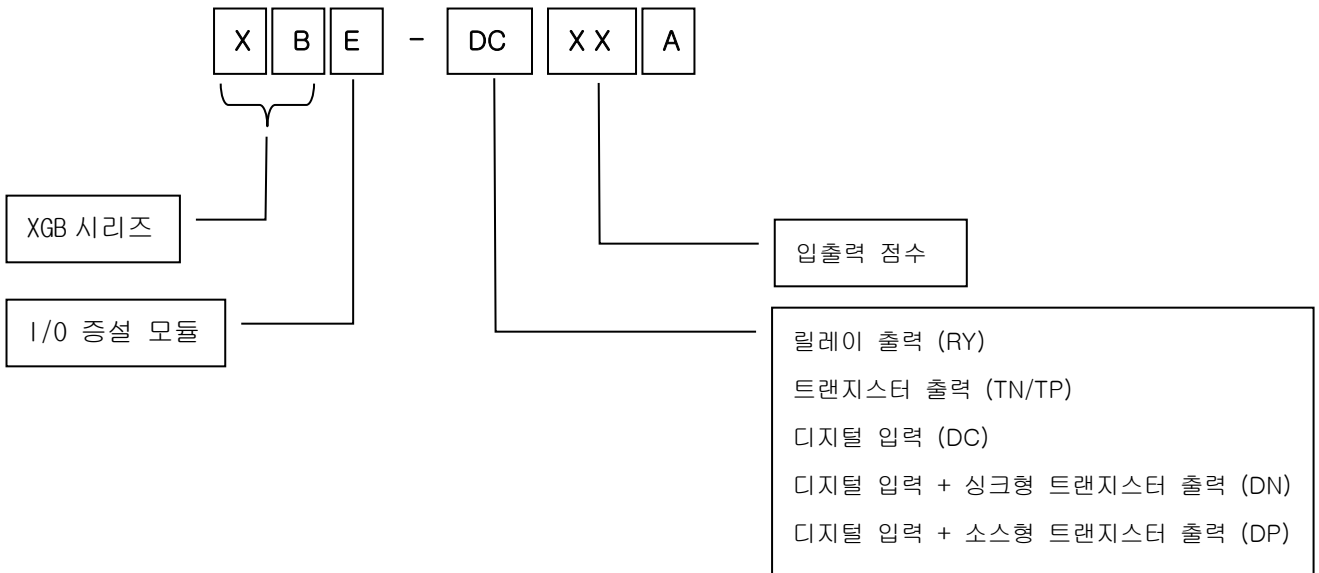 X B E - DC X X A
XGB 시리즈
입출력 점수
I/O 증설 모듈
릴레이 출력 (RY)
트랜지스터 출력 (TN/TP)
디지털 입력 (DC)
디지털 입력 + 싱크형 트랜지스터 출력 (DN)
디지털 입력 + 소스형 트랜지스터 출력 (DP)